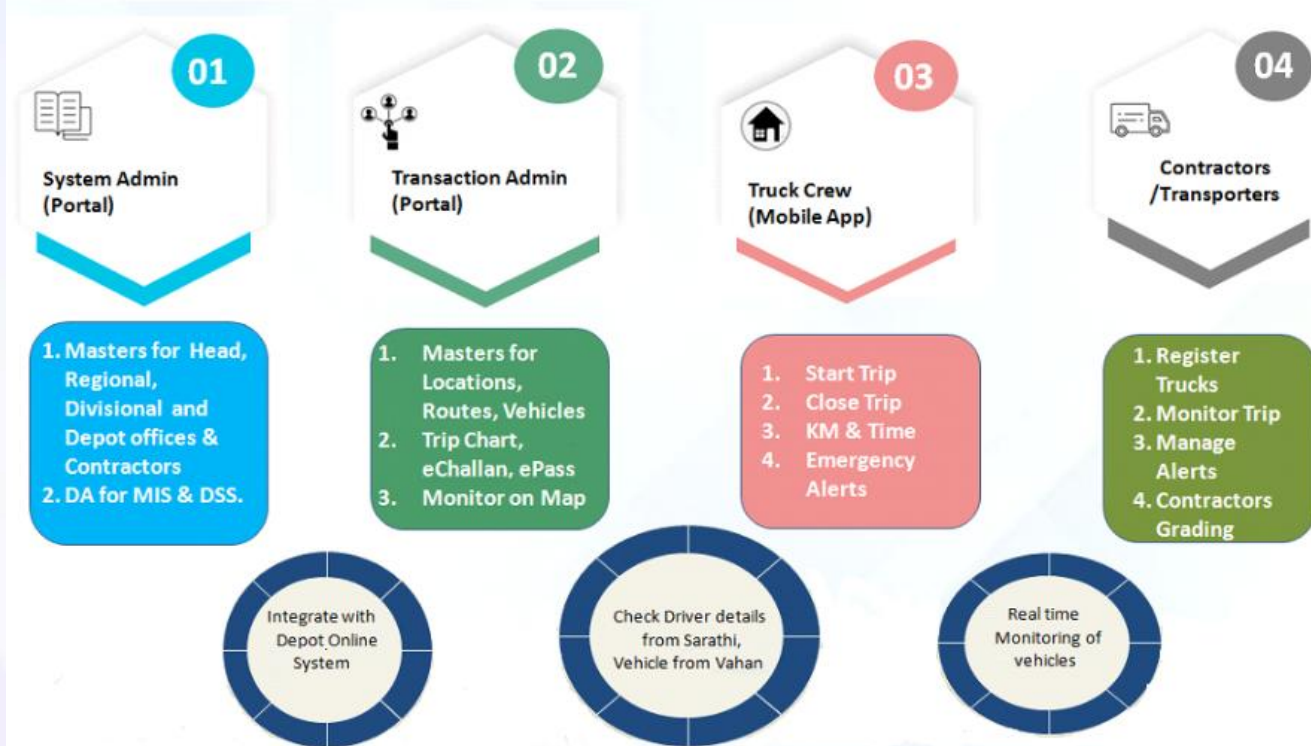 01
System Admin
(Portal)
1. Masters for Head,
Regional,
Divisional and
Depot offices &
Contractors
2. DA for MIS & DSS.
02
Transaction Admin
(Portal)
1. Masters for
Locations,
Routes, Vehicles
2. Trip Chart,
eChallan, ePass
3. Monitor on Map
03
Truck Crew
(Mobile App)
1. Start Trip
2. Close Trip
3. KM & Time
4. Emergency
Alerts
04
Contractors
/Transporters
1. Register
Trucks
2. Monitor Trip
3. Manage
Alerts
4. Contractors
Grading
Integrate with
Depot Online
System
Check Driver details
from Sarathi,
Vehicle from Vahan
Real time
Monitoring of
vehicles